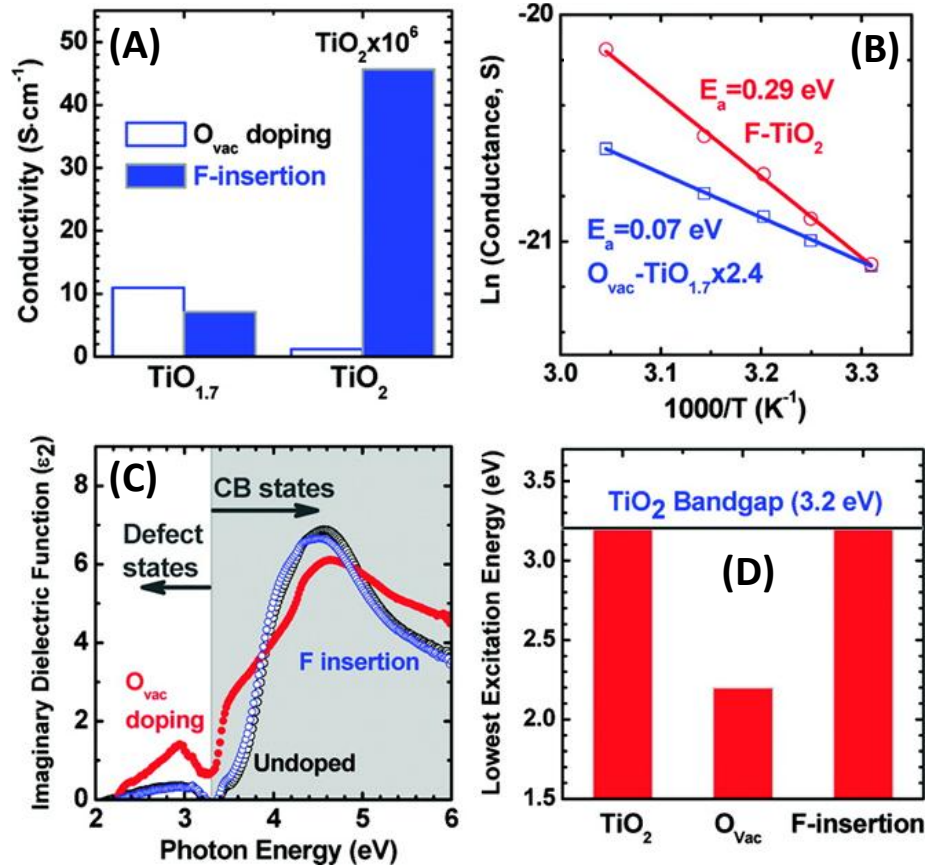 (A)
TiO₂x10⁶
O_vac doping
F-insertion
Conductivity (S·cm⁻¹)
50
40
30
20
10
0
TiO₁.₇
TiO₂
(B)
Eₐ=0.29 eV
F-TiO₂
Eₐ=0.07 eV
O_vac-TiO₁.₇x2.4
Ln (Conductance, S)
-20
-21
3.0
3.1
3.2
3.3
1000/T (K⁻¹)
(C)
CB states
Defect
states
F insertion
O_vac
doping
Undoped
Imaginary Dielectric Function (ε2)
8
6
4
2
0
2
3
4
5
6
Photon Energy (eV)
TiO₂ Bandgap (3.2 eV)
(D)
Lowest Excitation Energy (eV)
3.5
3.0
2.5
2.0
1.5
TiO₂
O_Vac
F-insertion